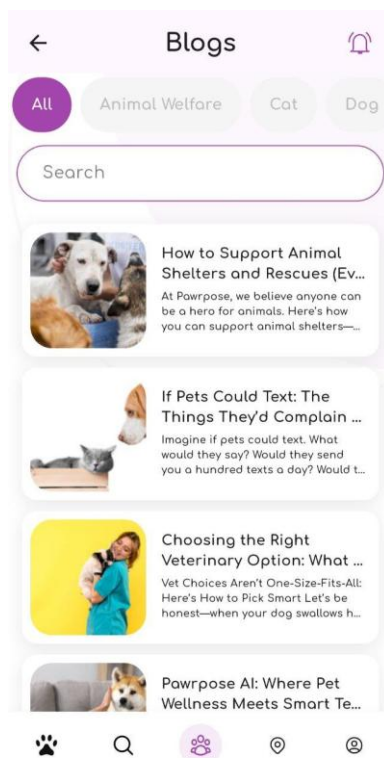 Blogs
All Animal Welfare Cat Dog
Search
How to Support Animal
Shelters and Rescues (Ev...
At Pawrpose, we believe anyone can
be a hero for animals. Here's how
you can support animal shelters—...
If Pets Could Text: The
Things They'd Complain ...
Imagine if pets could text. What
would they say? Would they send
you a hundred texts a day? Would t...
Choosing the Right
Veterinary Option: What ...
Vet Choices Aren't One-Size-Fits-All:
Here's How to Pick Smart Let's be
honest—when your dog swallows h...
Pawrpose AI: Where Pet
Wellness Meets Smart Te...